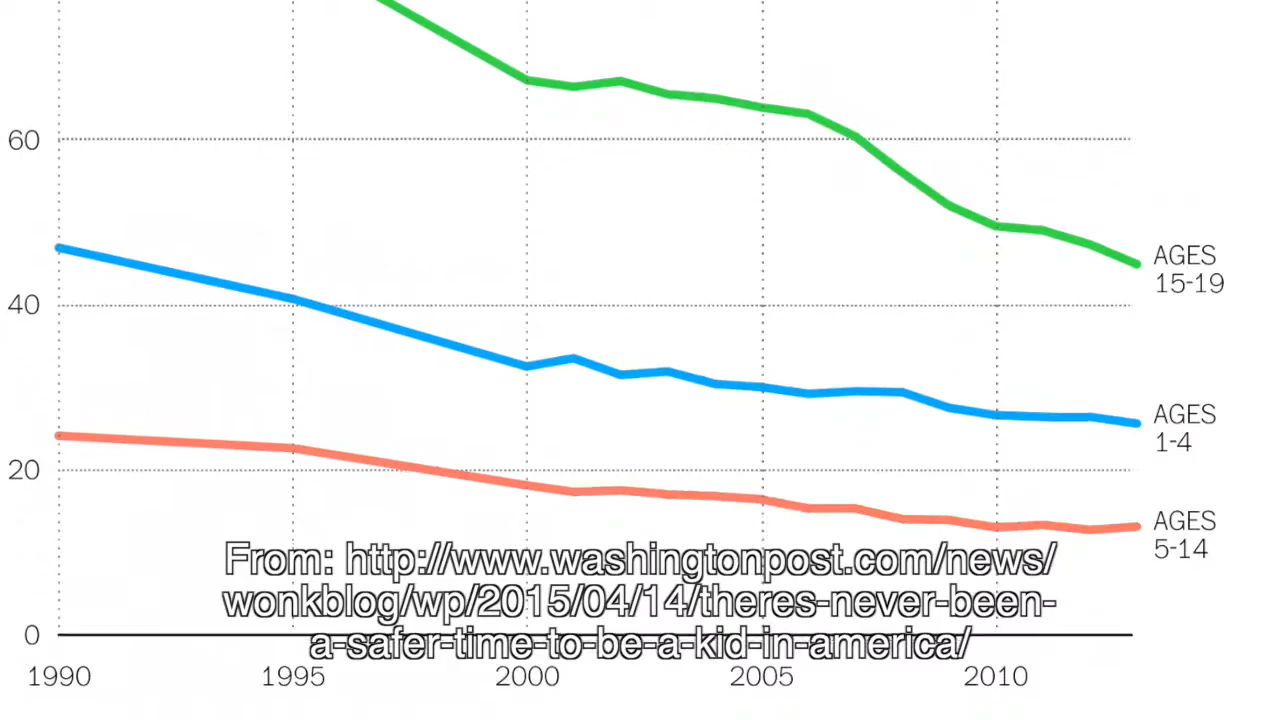 60
40
20
0
1990 1995 2000 2005 2010
AGES
15-19
AGES
1-4
AGES
5-14
From: http://www.washingtonpost.com/news/
wonkblog/wp/2015/04/14/theres-never-been-
a-safer-time-to-be-a-kid-in-america/